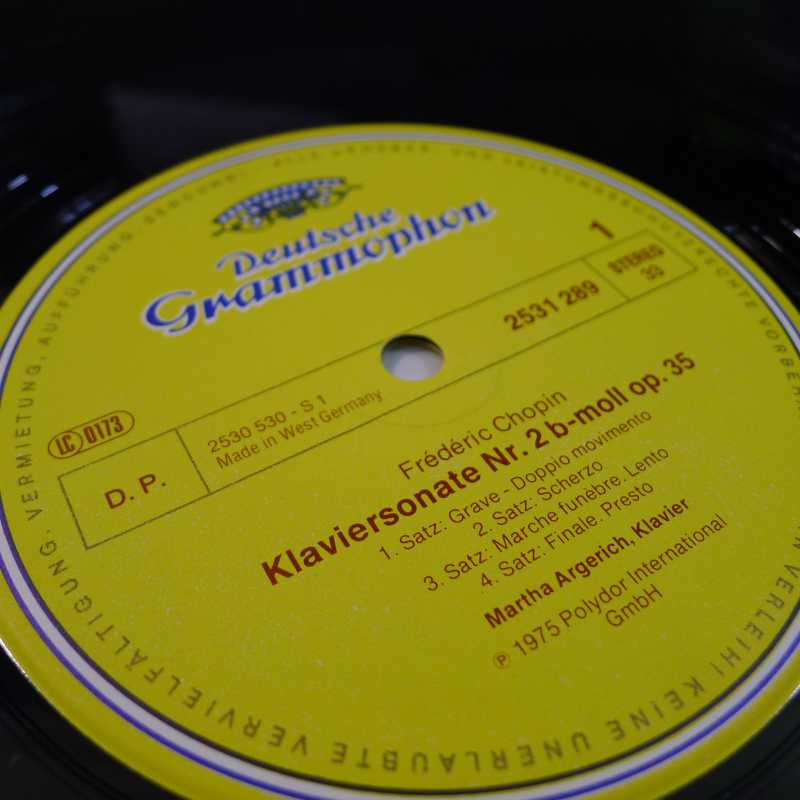 Deutsche
Grammophon
1
STEREO
33
2531 289
LC 0173
D. P.
2530 530 - S 1
Made in West Germany
Frédéric Chopin
Klaviersonate Nr. 2 b-moll op. 35
1. Satz: Grave - Doppio movimento
2. Satz: Scherzo
3. Satz: Marche funèbre. Lento
4. Satz: Finale. Presto
Martha Argerich, Klavier
℗ 1975 Polydor International
GmbH
KEINE UNERLAUBTE VERVIELFÄLTIGUNG, VERMIETUNG, AUFFÜHRUNG, SENDUNG!